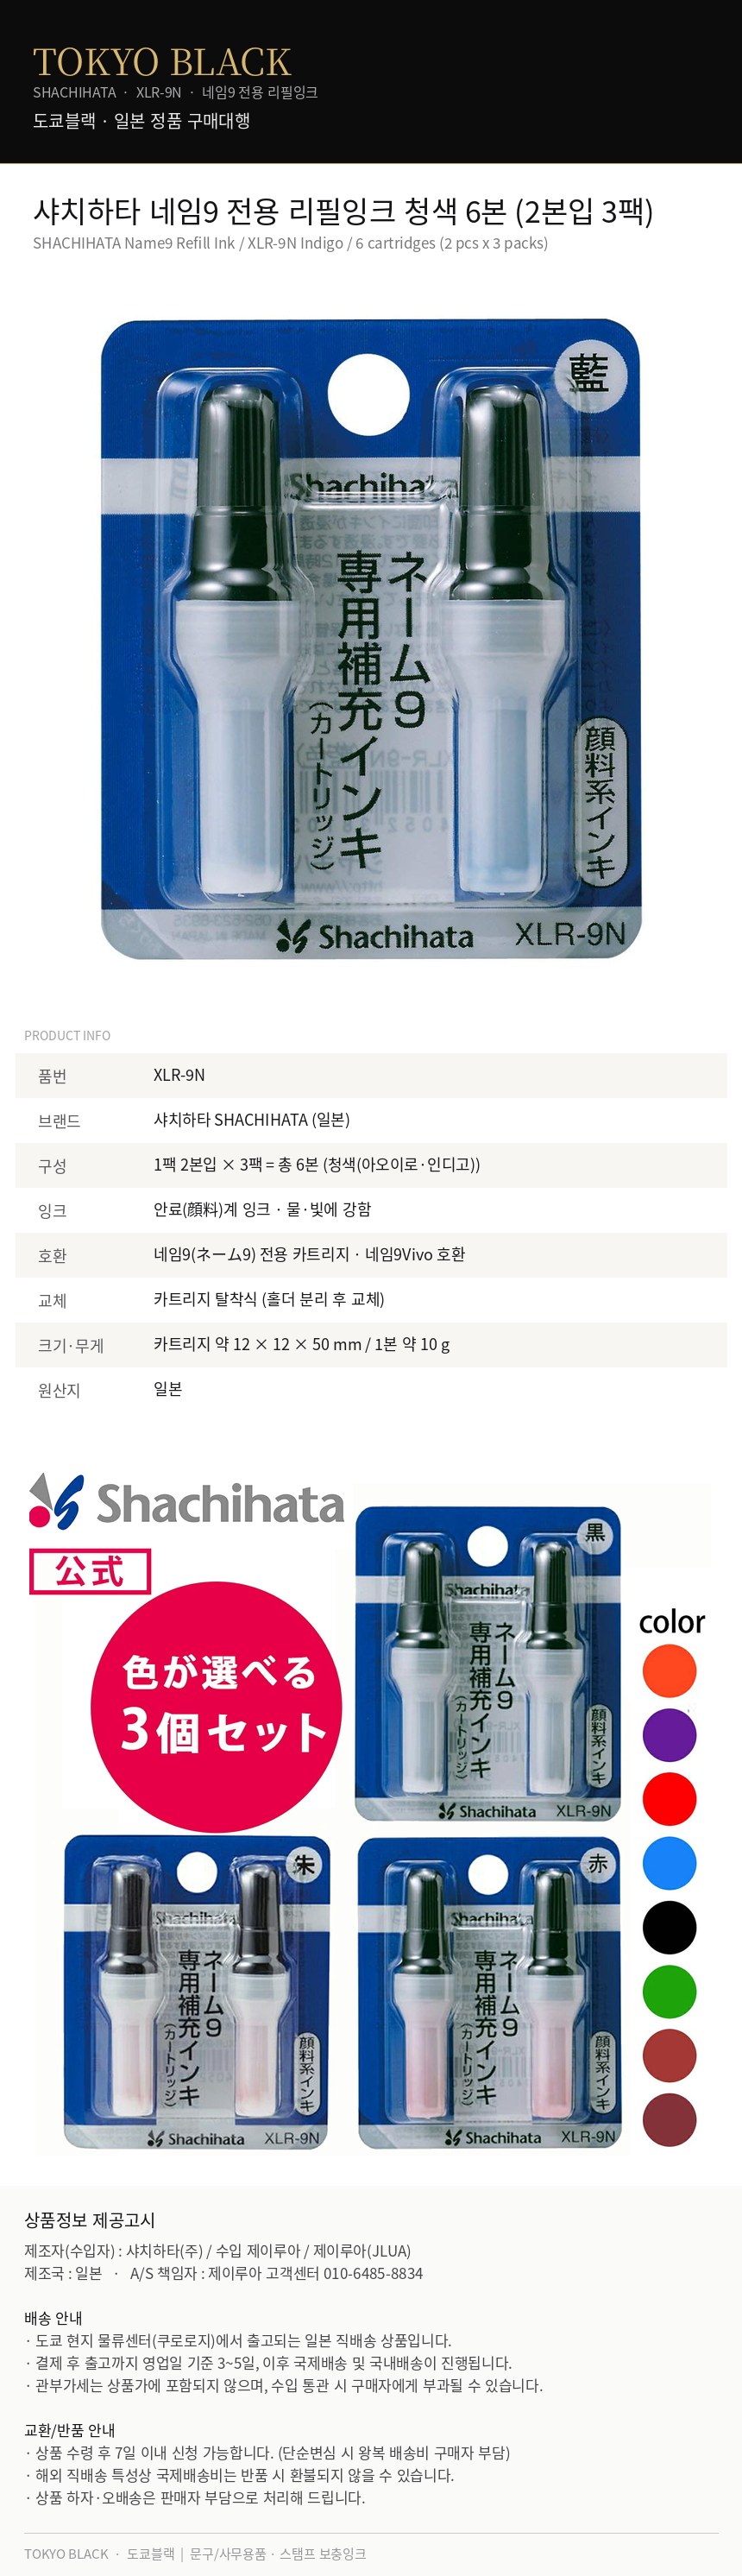 TOKYO BLACK
SHACHIHATA · XLR-9N · 네임9 전용 리필잉크
도쿄블랙 · 일본 정품 구매대행
샤치하타 네임9 전용 리필잉크 청색 6본 (2본입 3팩)
SHACHIHATA Name9 Refill Ink / XLR-9N Indigo / 6 cartridges (2 pcs x 3 packs)
藍
Shachihata
ネーム9
専用補充インキ
(カートリッジ)
顔料系インキ
Shachihata XLR-9N
PRODUCT INFO
품번 XLR-9N
브랜드 샤치하타 SHACHIHATA (일본)
구성 1팩 2본입 × 3팩 = 총 6본 (청색(아오이로·인디고))
잉크 안료(顔料)계 잉크 · 물·빛에 강함
호환 네임9(ネーム9) 전용 카트리지 · 네임9Vivo 호환
교체 카트리지 탈착식 (홀더 분리 후 교체)
크기·무게 카트리지 약 12 × 12 × 50 mm / 1본 약 10 g
원산지 일본
Shachihata
公式
色が選べる
3個セット
黒
Shachihata
ネーム9
専用補充インキ
(カートリッジ)
顔料系インキ
Shachihata XLR-9N
color
朱
Shachihata
ネーム9
専用補充インキ
(カートリッジ)
顔料系インキ
Shachihata XLR-9N
赤
Shachihata
ネーム9
専用補充インキ
(カートリッジ)
顔料系インキ
Shachihata XLR-9N
상품정보 제공고시
제조자(수입자) : 샤치하타(주) / 수입 제이루아 / 제이루아(JLUA)
제조국 : 일본 · A/S 책임자 : 제이루아 고객센터 010-6485-8834
배송 안내
· 도쿄 현지 물류센터(쿠로로지)에서 출고되는 일본 직배송 상품입니다.
· 결제 후 출고까지 영업일 기준 3~5일, 이후 국제배송 및 국내배송이 진행됩니다.
· 관부가세는 상품가에 포함되지 않으며, 수입 통관 시 구매자에게 부과될 수 있습니다.
교환/반품 안내
· 상품 수령 후 7일 이내 신청 가능합니다. (단순변심 시 왕복 배송비 구매자 부담)
· 해외 직배송 특성상 국제배송비는 반품 시 환불되지 않을 수 있습니다.
· 상품 하자·오배송은 판매자 부담으로 처리해 드립니다.
TOKYO BLACK · 도쿄블랙 | 문구/사무용품 · 스탬프 보충잉크